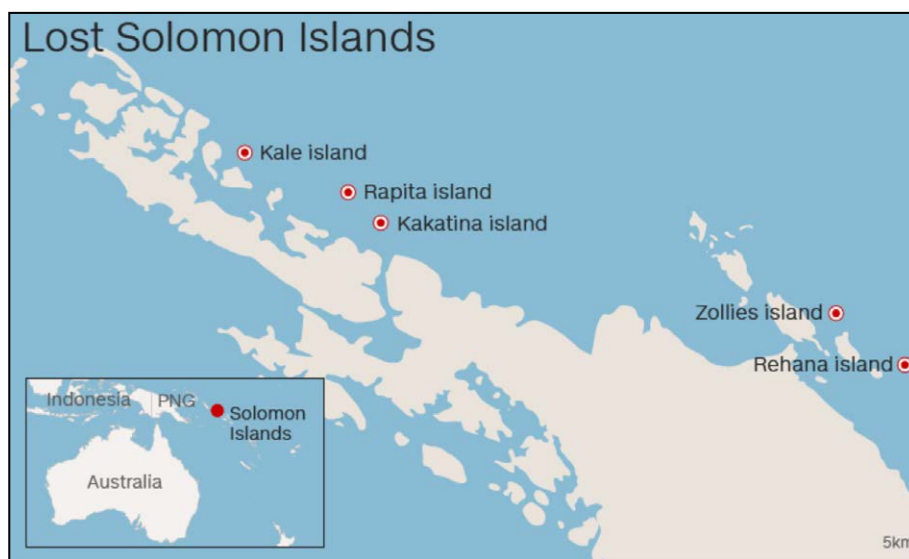 Lost Solomon Islands
Kale island
Rapita island
Kakatina island
Zollies island
Rehana island
Indonesia
PNG
Solomon
Islands
Australia
5km